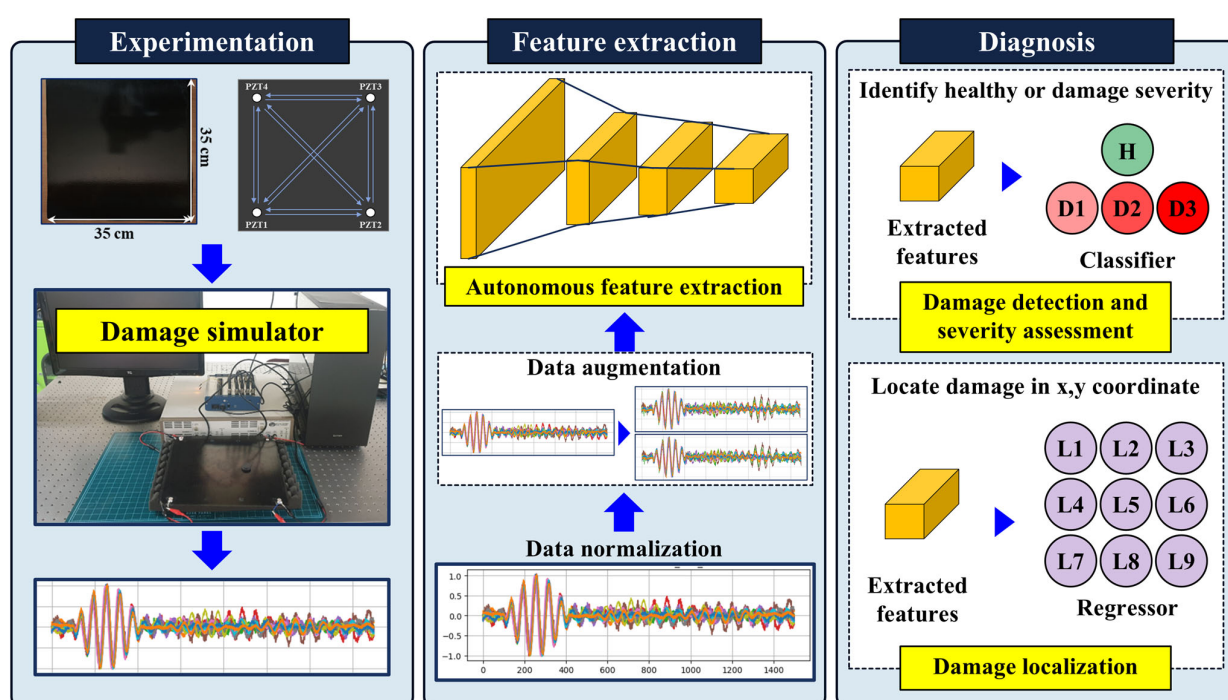 Experimentation
PZT4
PZT3
PZT1
PZT2
35 cm
35 cm
Damage simulator
Feature extraction
Autonomous feature extraction
Data augmentation
Data normalization
1.0
0.5
0.0
-0.5
-1.0
0
200
400
600
800
1000
1200
1400
Diagnosis
Identify healthy or damage severity
H
D1
D2
D3
Extracted
features
Classifier
Damage detection and
severity assessment
Locate damage in x,y coordinate
L1
L2
L3
L4
L5
L6
L7
L8
L9
Extracted
features
Regressor
Damage localization